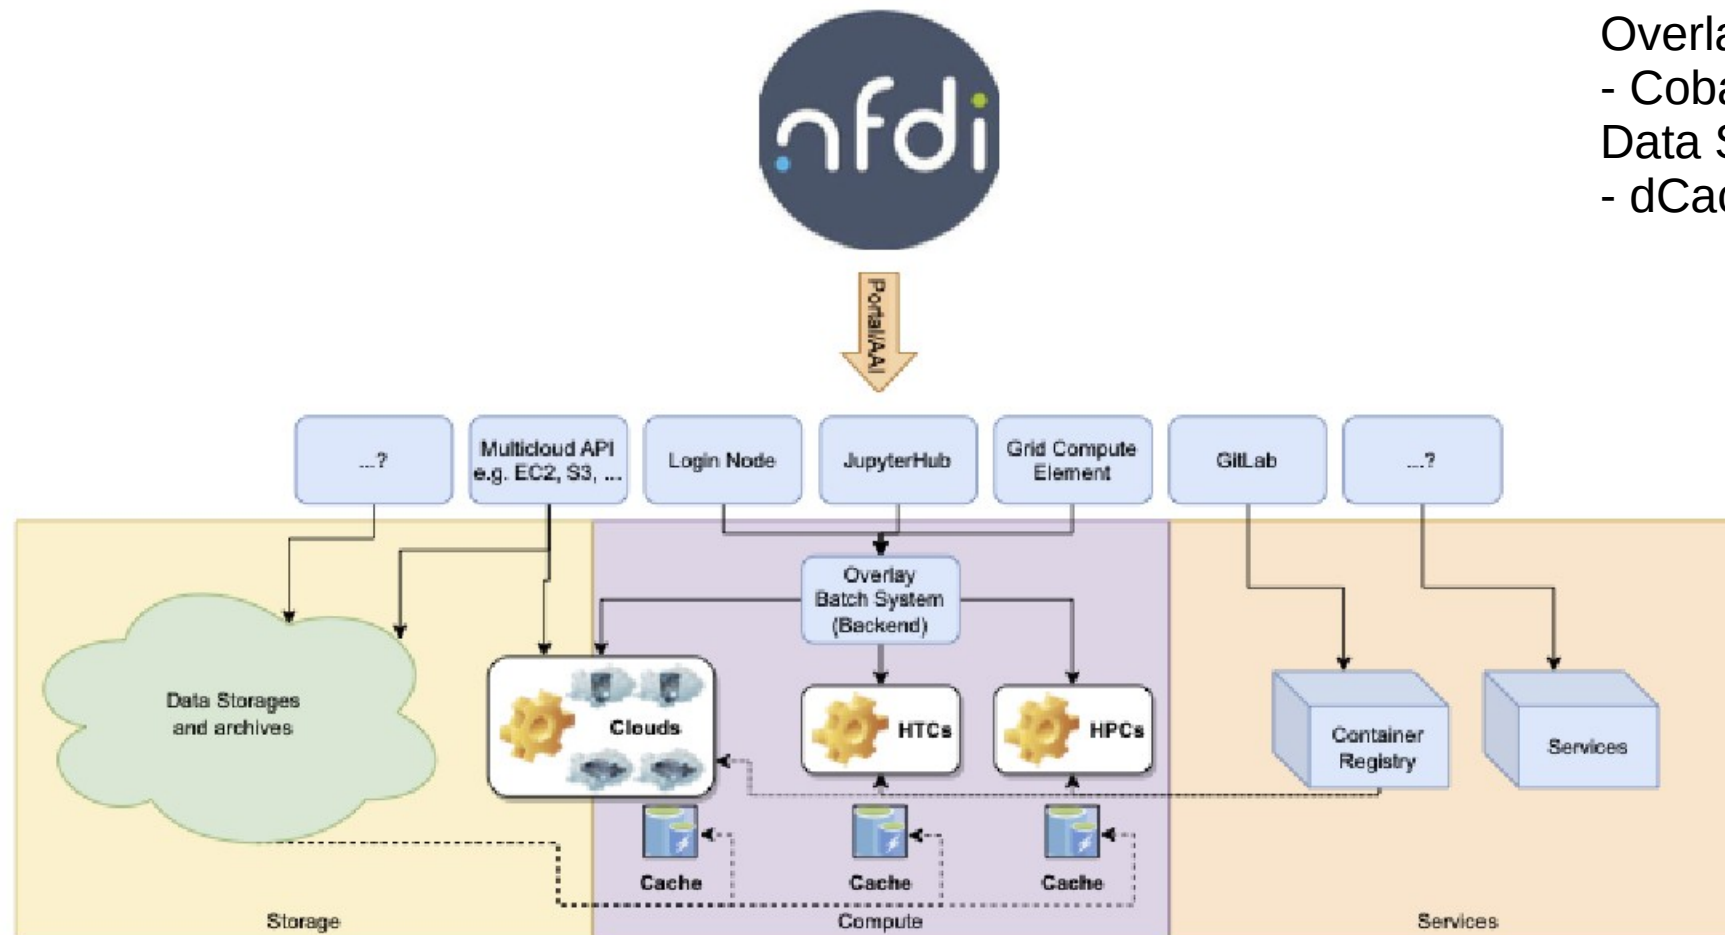 Overla
- Coba
Data S
- dCac
nfdi
Portal/AAI
...?
Multicloud API
e.g. EC2, S3, ...
Login Node
JupyterHub
Grid Compute
Element
GitLab
...?
Overlay
Batch System
(Backend)
Data Storages
and archives
Clouds
HTCs
HPCs
Container
Registry
Services
Cache
Cache
Cache
Storage
Compute
Services